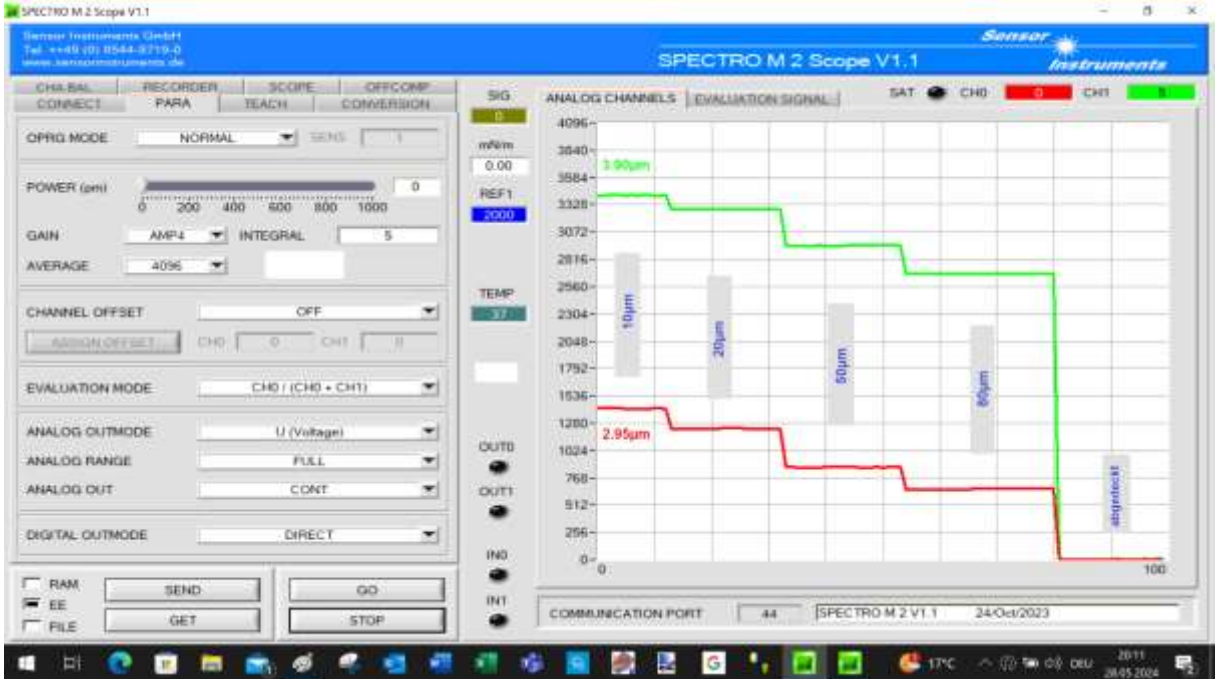 SPECTRO M 2 Scope V1.1
Sensor Instruments GmbH
Tel. ++49 (0) 8544-9719-0
www.sensorinstruments.de
SPECTRO M 2 Scope V1.1
Sensor
Instruments
CHA BAL. RECORDER SCOPE OFFCOMP
CONNECT PARA TEACH CONVERSION
OPRG MODE NORMAL SENS 1
POWER (pm) 0
0 200 400 600 800 1000
GAIN AMP4 INTEGRAL 5
AVERAGE 4096
CHANNEL OFFSET OFF
ASSIGN OFFSET CH0 0 CH1 0
EVALUATION MODE CH0 / (CH0 + CH1)
ANALOG OUTMODE U (Voltage)
ANALOG RANGE FULL
ANALOG OUT CONT
DIGITAL OUTMODE DIRECT
RAM
EE
FILE
SEND GO
GET STOP
SIG
0
mN/m
0.00
REF1
2000
TEMP
37
OUT0
OUT1
IN0
IN1
ANALOG CHANNELS EVALUATION SIGNAL SAT CH0 0 CH1 5
4096
3840
3584
3328
3072
2816
2560
2304
2048
1792
1536
1280
1024
768
512
256
0
0 100
3.90µm
2.95µm
10µm
20µm
50µm
80µm
abgedeckt
COMMUNICATION PORT 44 SPECTRO M 2 V1.1 24/Oct/2023
17°C DEU 20:11
28.05.2024